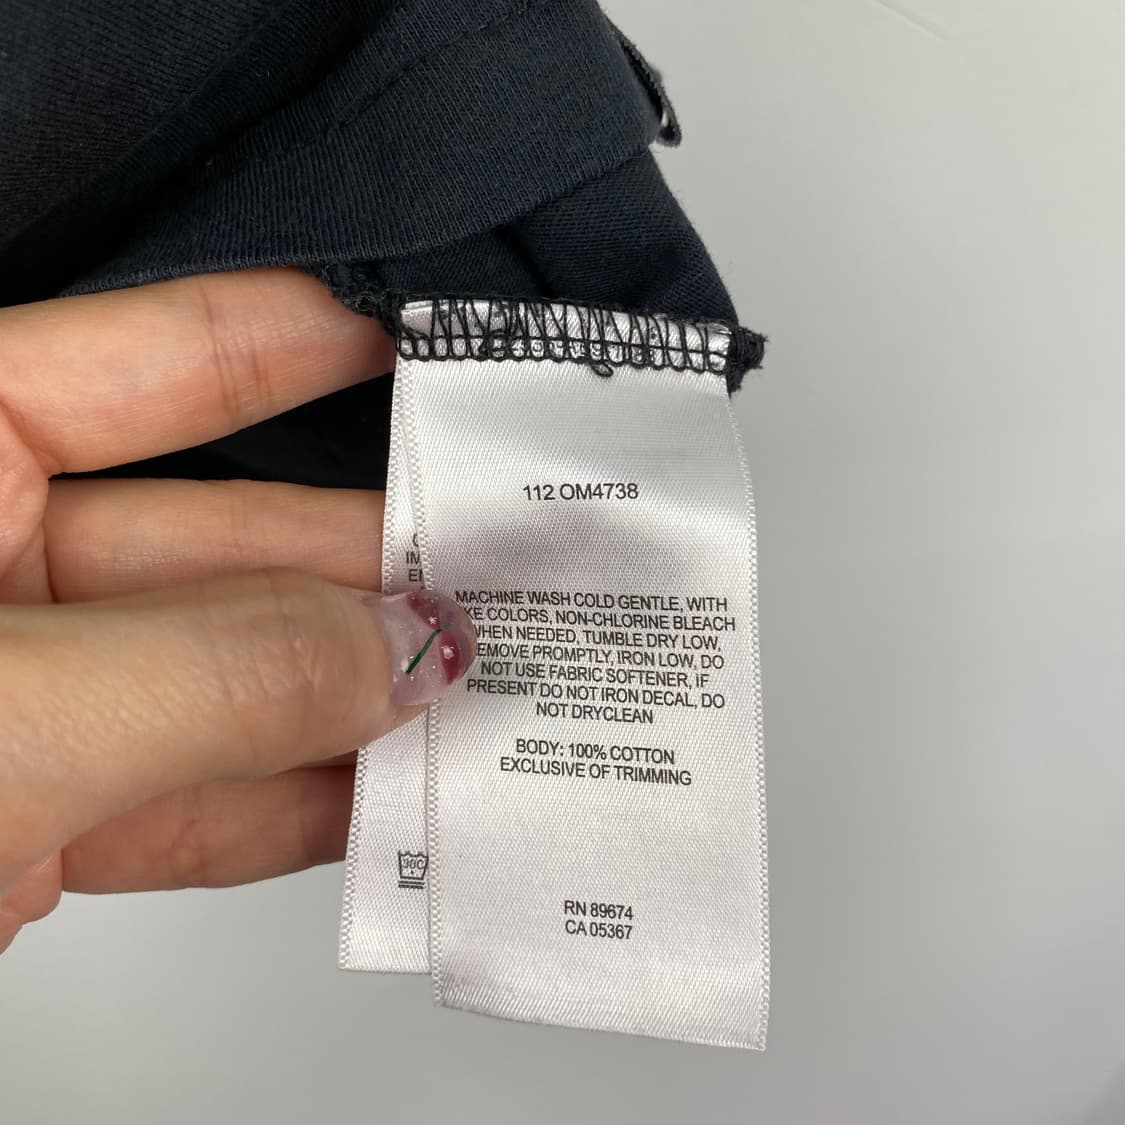 112 OM4738
MACHINE WASH COLD GENTLE, WITH
KE COLORS, NON-CHLORINE BLEACH
WHEN NEEDED, TUMBLE DRY LOW,
EMOVE PROMPTLY, IRON LOW, DO
NOT USE FABRIC SOFTENER, IF
PRESENT DO NOT IRON DECAL, DO
NOT DRYCLEAN
BODY: 100% COTTON
EXCLUSIVE OF TRIMMING
RN 89674
CA 05367
IM
30C